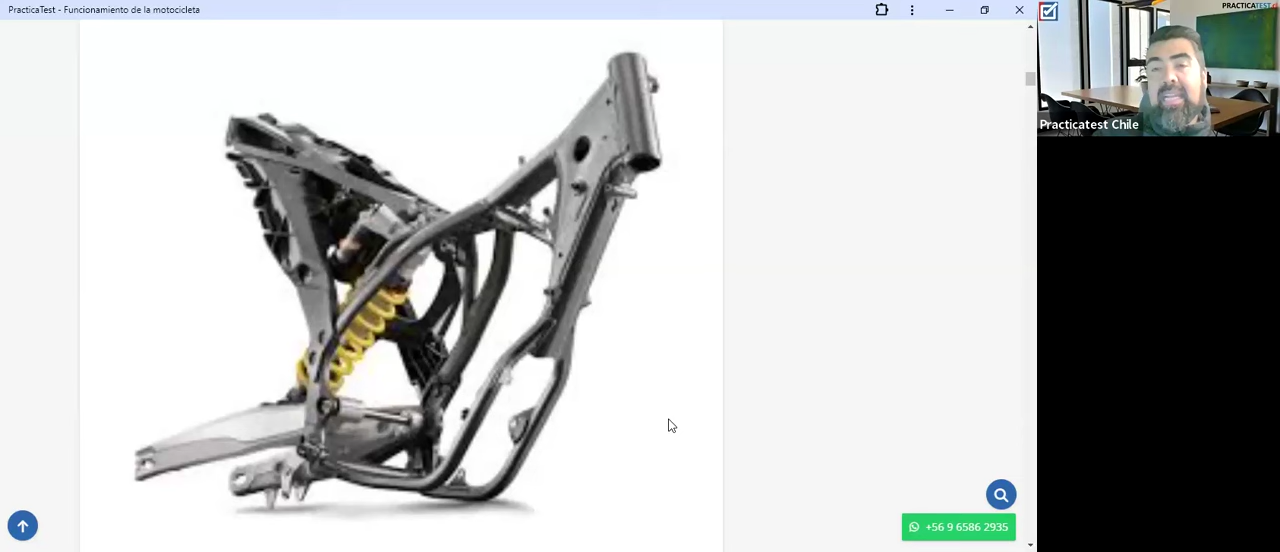 PracticaTest - Funcionamiento de la motocicleta
PRACTICATEST
Practicatest Chile
+56 9 6586 2935